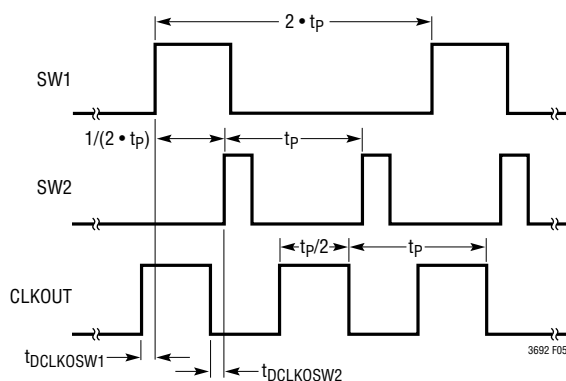 2 • tP
SW1
1/(2 • tP)
tP
SW2
tP/2
tP
CLKOUT
3692 F05
tDCLKOSW1
tDCLKOSW2